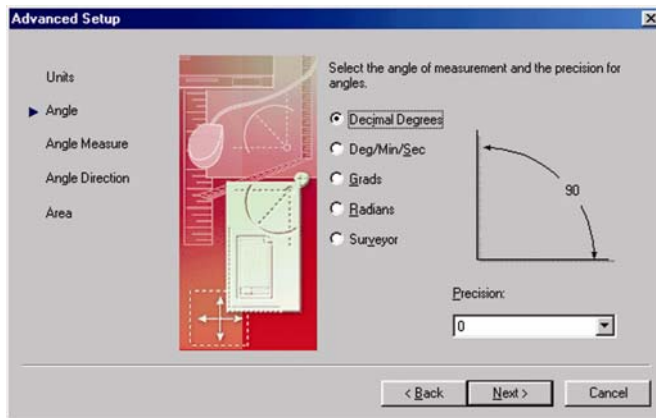 Advanced Setup
Units
Angle
Angle Measure
Angle Direction
Area
Select the angle of measurement and the precision for
angles.
Decimal Degrees
Deg/Min/Sec
Grads
Radians
Surveyor
90
Precision:
0
< Back
Next >
Cancel